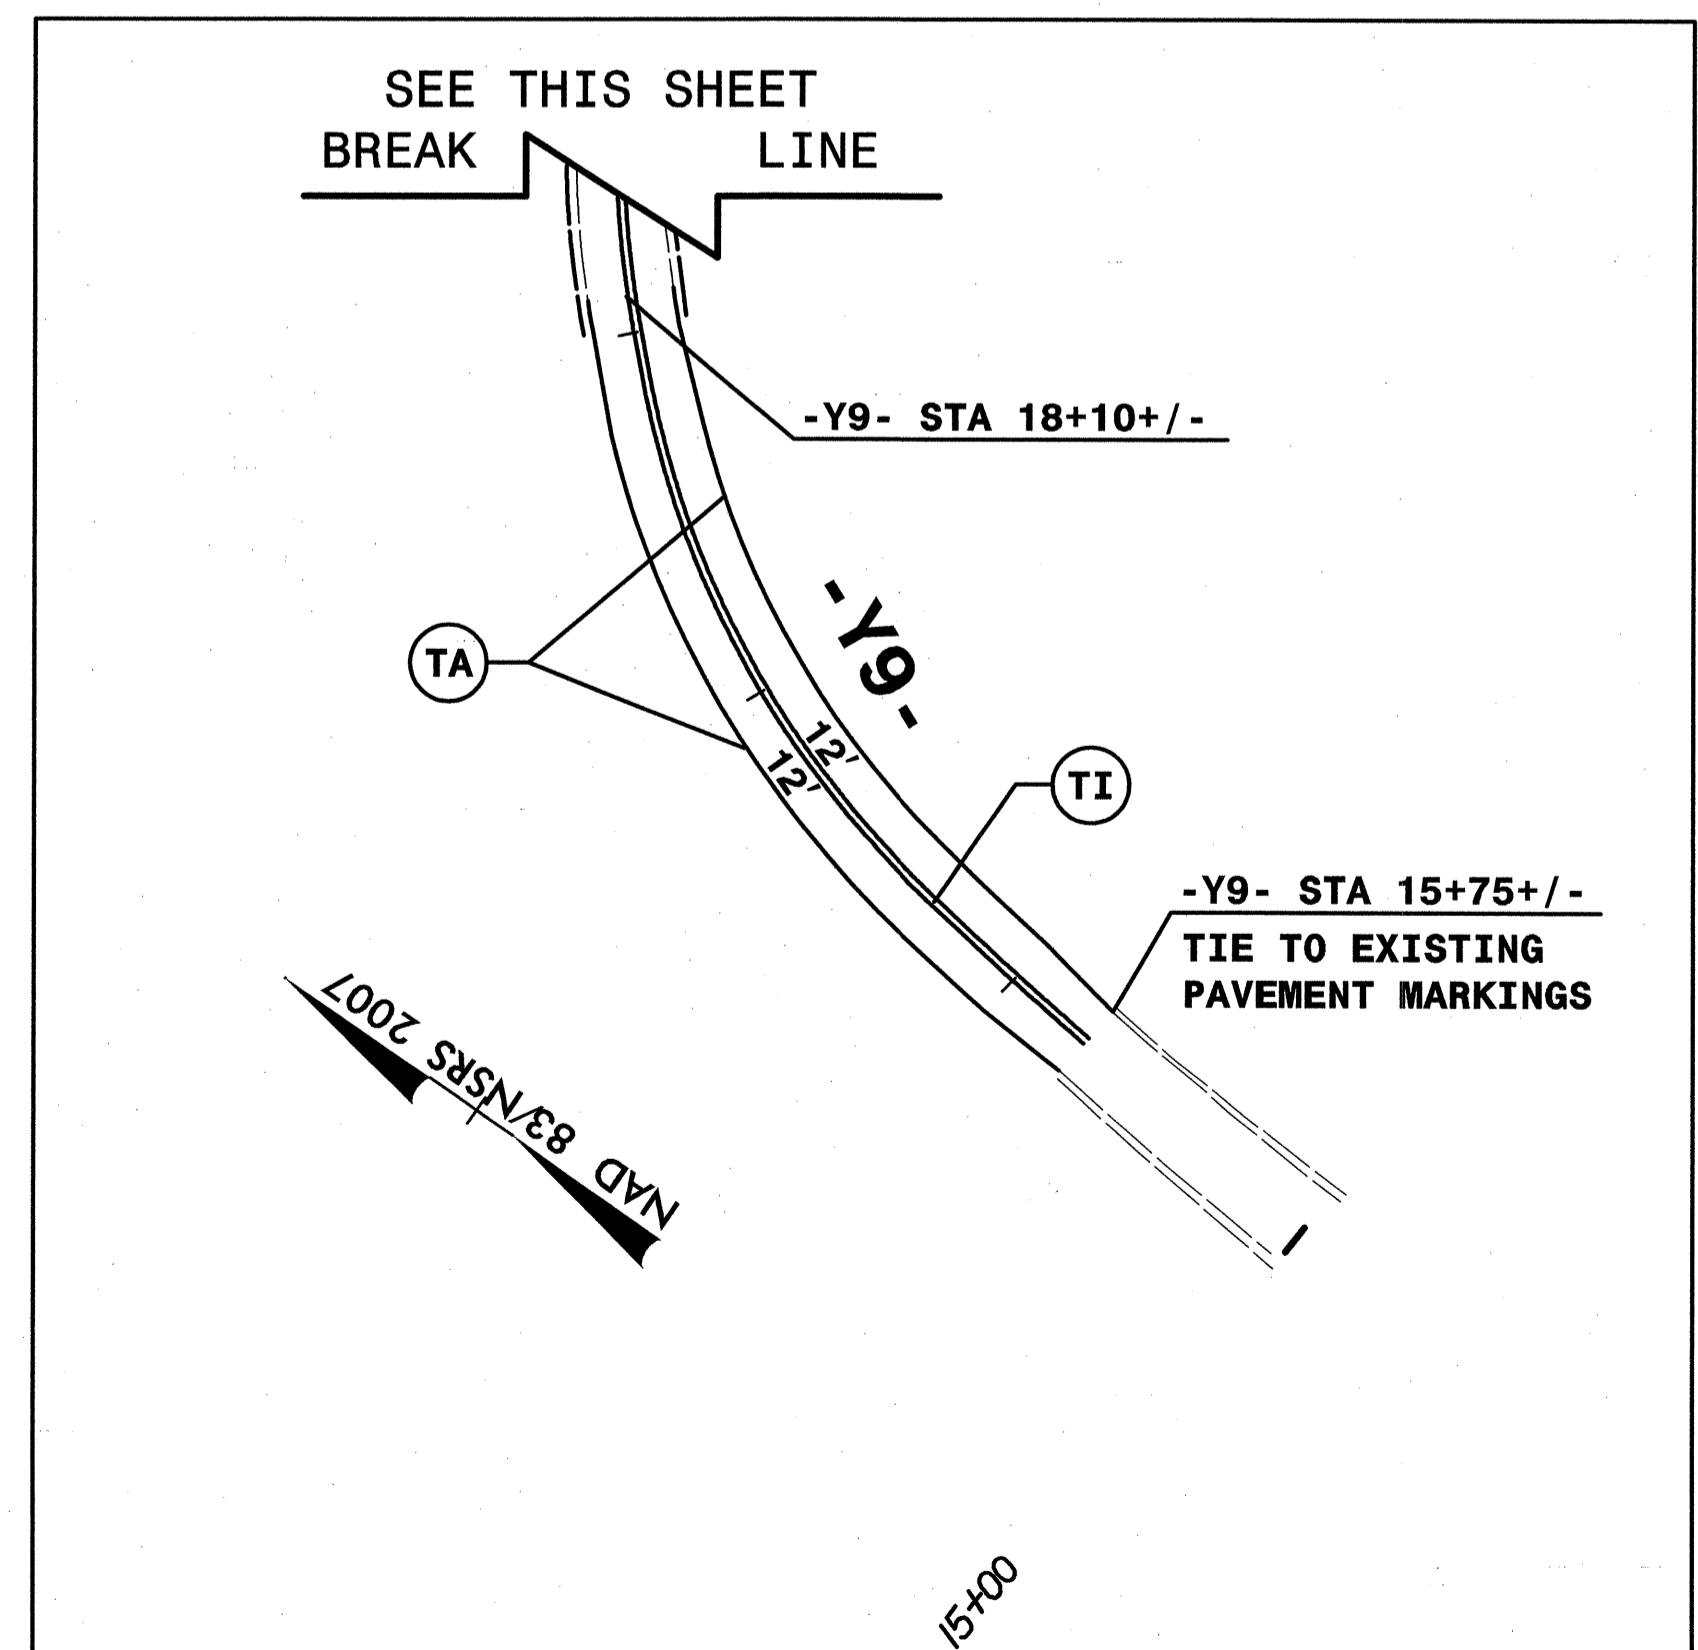 SEE THIS SHEET
BREAK LINE
-Y9- STA 18+10+/-
-Y9-
TA
12'
12'
TI
-Y9- STA 15+75+/-
TIE TO EXISTING
PAVEMENT MARKINGS
NAD 83/NSRS 2007
15+00